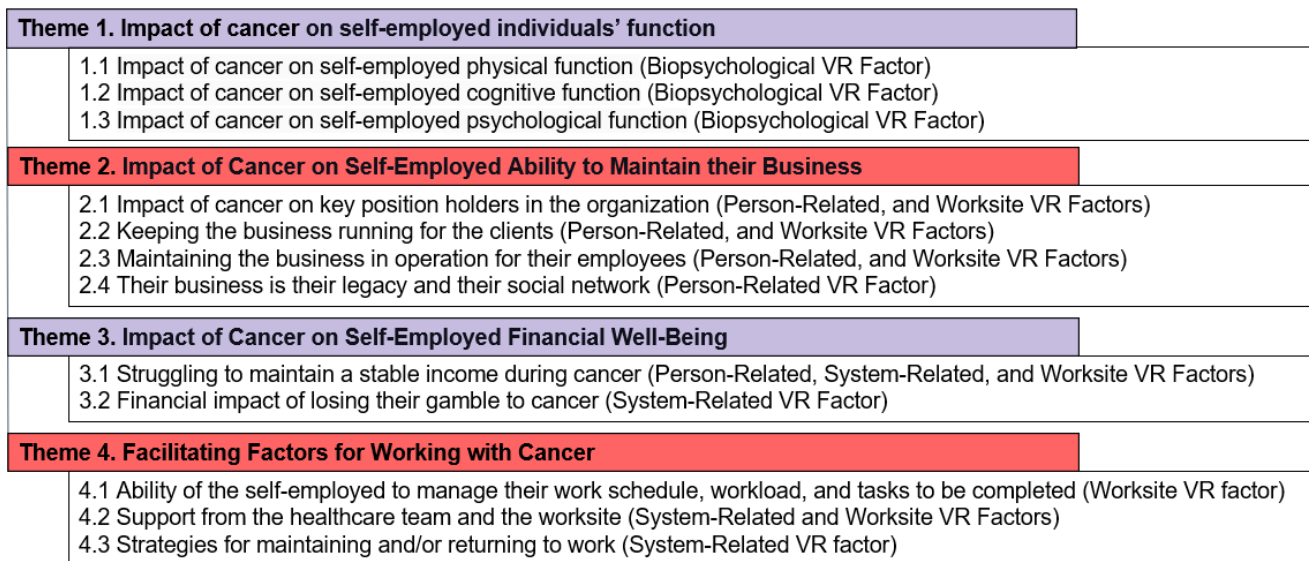 Theme 1. Impact of cancer on self-employed individuals’ function
1.1 Impact of cancer on self-employed physical function (Biopsychological VR Factor)
1.2 Impact of cancer on self-employed cognitive function (Biopsychological VR Factor)
1.3 Impact of cancer on self-employed psychological function (Biopsychological VR Factor)
Theme 2. Impact of Cancer on Self-Employed Ability to Maintain their Business
2.1 Impact of cancer on key position holders in the organization (Person-Related, and Worksite VR Factors)
2.2 Keeping the business running for the clients (Person-Related, and Worksite VR Factors)
2.3 Maintaining the business in operation for their employees (Person-Related, and Worksite VR Factors)
2.4 Their business is their legacy and their social network (Person-Related VR Factor)
Theme 3. Impact of Cancer on Self-Employed Financial Well-Being
3.1 Struggling to maintain a stable income during cancer (Person-Related, System-Related, and Worksite VR Factors)
3.2 Financial impact of losing their gamble to cancer (System-Related VR Factor)
Theme 4. Facilitating Factors for Working with Cancer
4.1 Ability of the self-employed to manage their work schedule, workload, and tasks to be completed (Worksite VR factor)
4.2 Support from the healthcare team and the worksite (System-Related and Worksite VR Factors)
4.3 Strategies for maintaining and/or returning to work (System-Related VR factor)